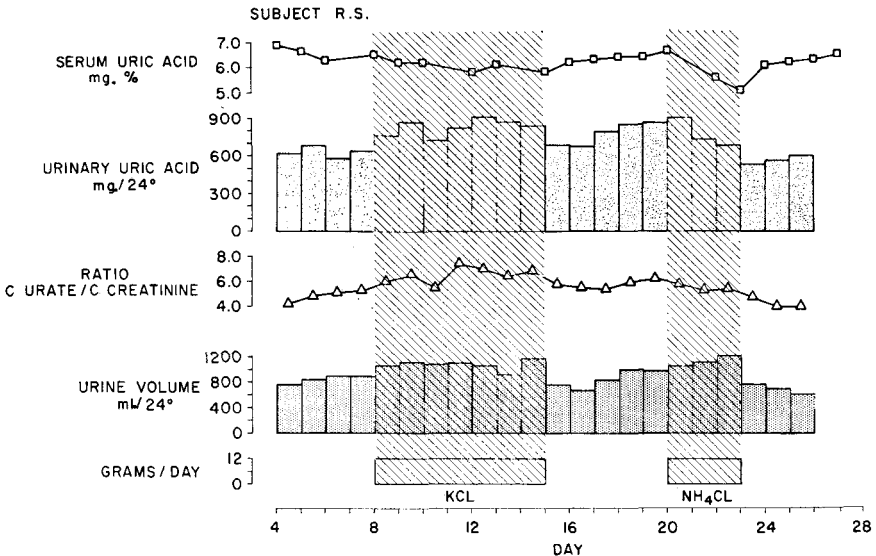 SUBJECT R.S.
SERUM URIC ACID
mg. %
7.0
6.0
5.0
URINARY URIC ACID
mg/24°
900
600
300
0
RATIO
C URATE/C CREATININE
8.0
6.0
4.0
URINE VOLUME
ml/24°
1200
800
400
0
GRAMS/DAY
12
0
KCL
NH₄CL
4
8
12
16
20
24
28
DAY